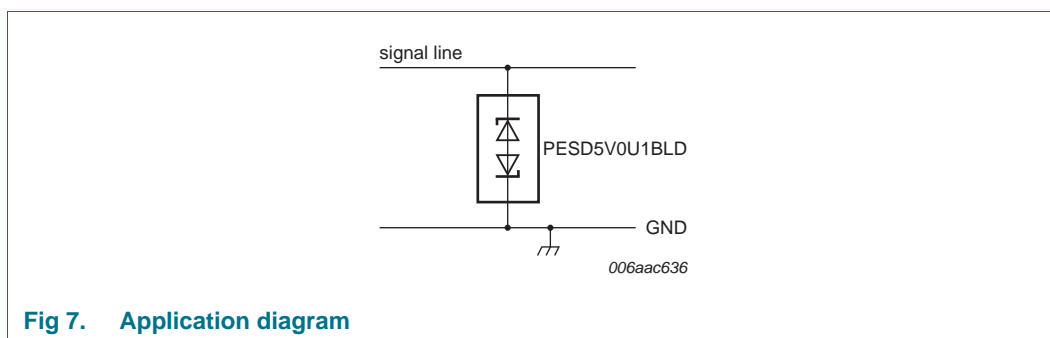 signal line
PESD5V0U1BLD
GND
006aac636
Fig 7. Application diagram